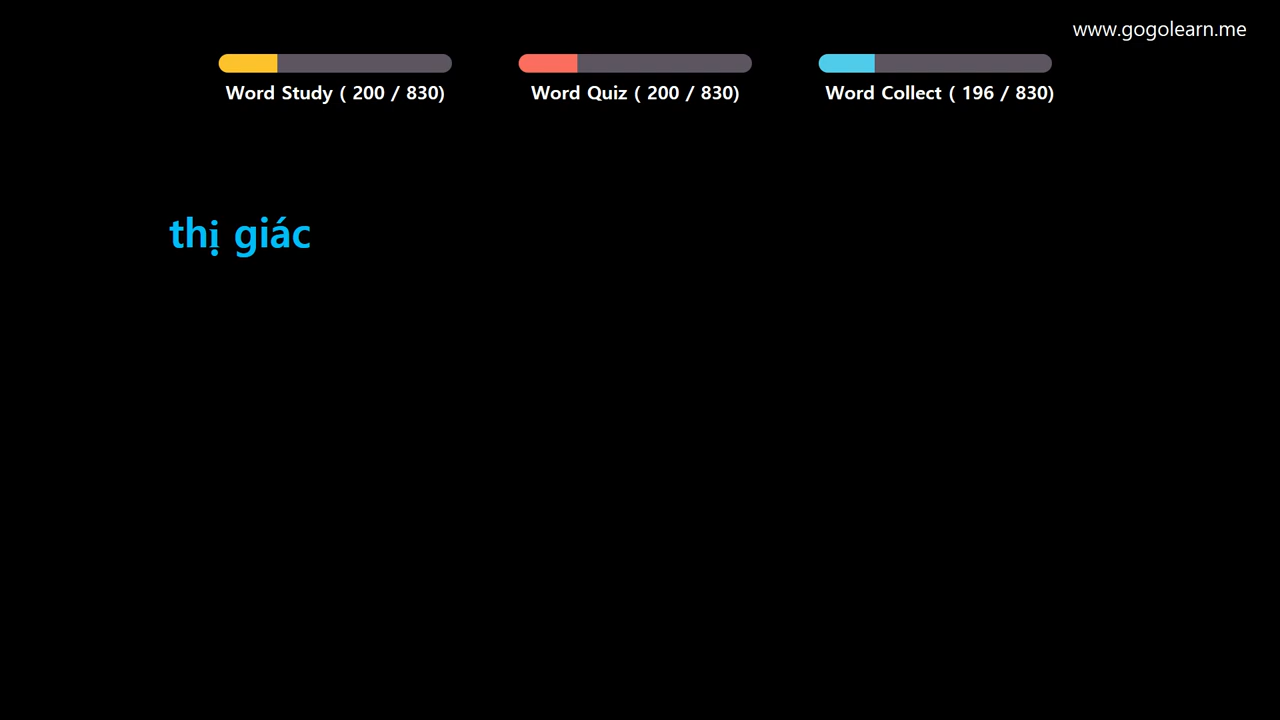 www.gogolearn.me
Word Study ( 200 / 830)
Word Quiz ( 200 / 830)
Word Collect ( 196 / 830)
thị giác